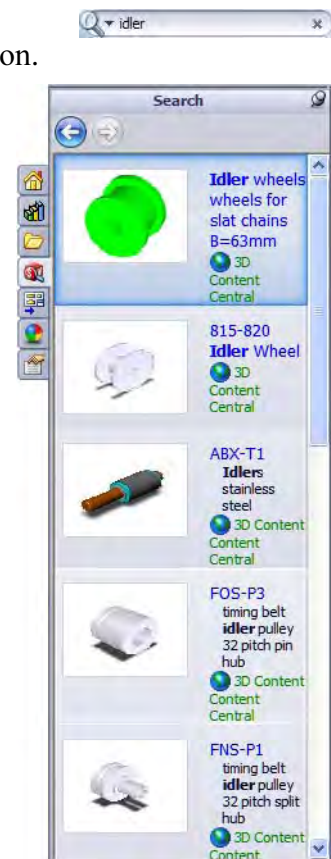 idler
on.
Search
Idler wheels
wheels for
slat chains
B=63mm
3D
Content
Central
815-820
Idler Wheel
3D
Content
Central
ABX-T1
Idlers
stainless
steel
3D Content
Content
Central
FOS-P3
timing belt
idler pulley
32 pitch pin
hub
3D Content
Content
Central
FNS-P1
timing belt
idler pulley
32 pitch split
hub
3D Content
Content